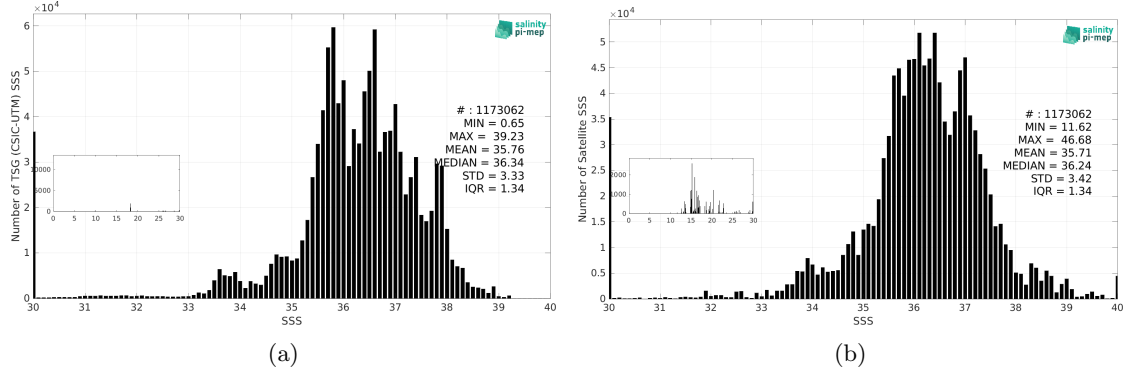 ×10⁴
salinity
pi-mep
Number of TSG (CSIC-UTM) SSS
6
5
4
3
2
1
0
# : 1173062
MIN = 0.65
MAX = 39.23
MEAN = 35.76
MEDIAN = 36.34
STD = 3.33
IQR = 1.34
10000
5000
0
0 5 10 15 20 25 30
30 31 32 33 34 35 36 37 38 39 40
SSS
(a)
×10⁴
salinity
pi-mep
Number of Satellite SSS
5
4.5
4
3.5
3
2.5
2
1.5
1
0.5
0
# : 1173062
MIN = 11.62
MAX = 46.68
MEAN = 35.71
MEDIAN = 36.24
STD = 3.42
IQR = 1.34
2000
1000
0
0 5 10 15 20 25 30
30 31 32 33 34 35 36 37 38 39 40
SSS
(b)